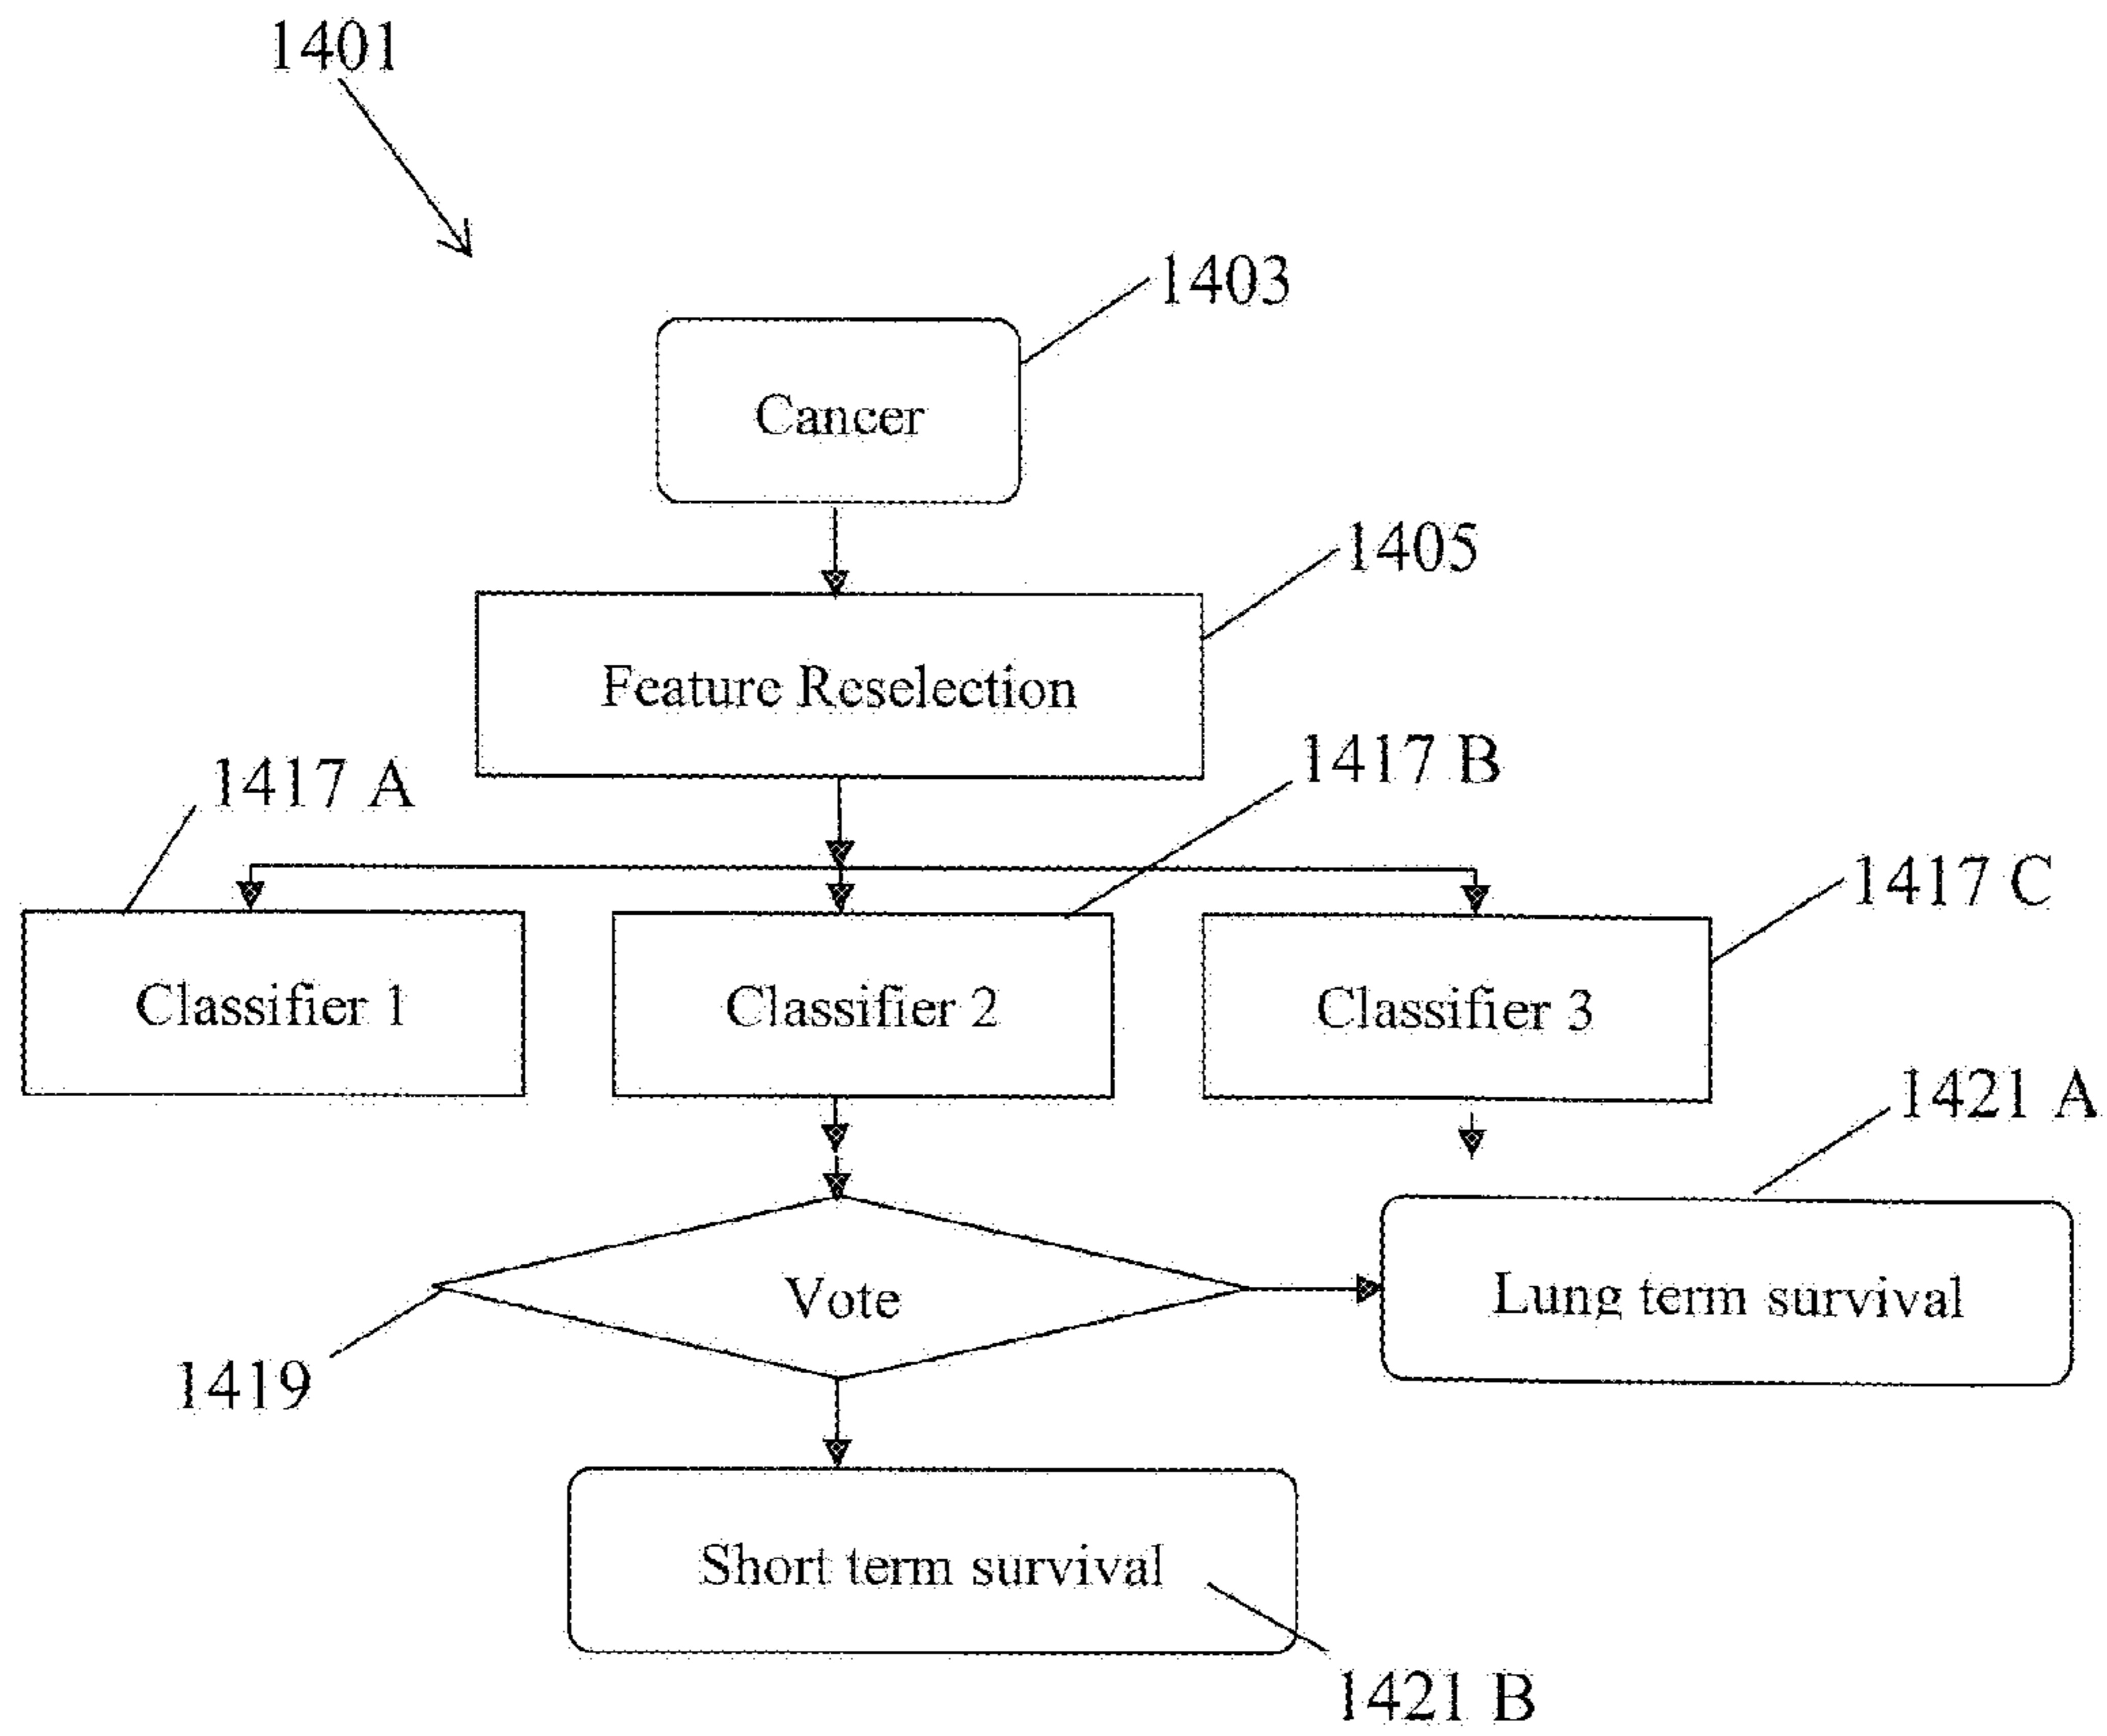 1401
1403
Cancer
1405
Feature Reselection
1417 A
1417 B
1417 C
Classifier 1
Classifier 2
Classifier 3
1421 A
Vote
Lung term survival
1419
Short term survival
1421 B